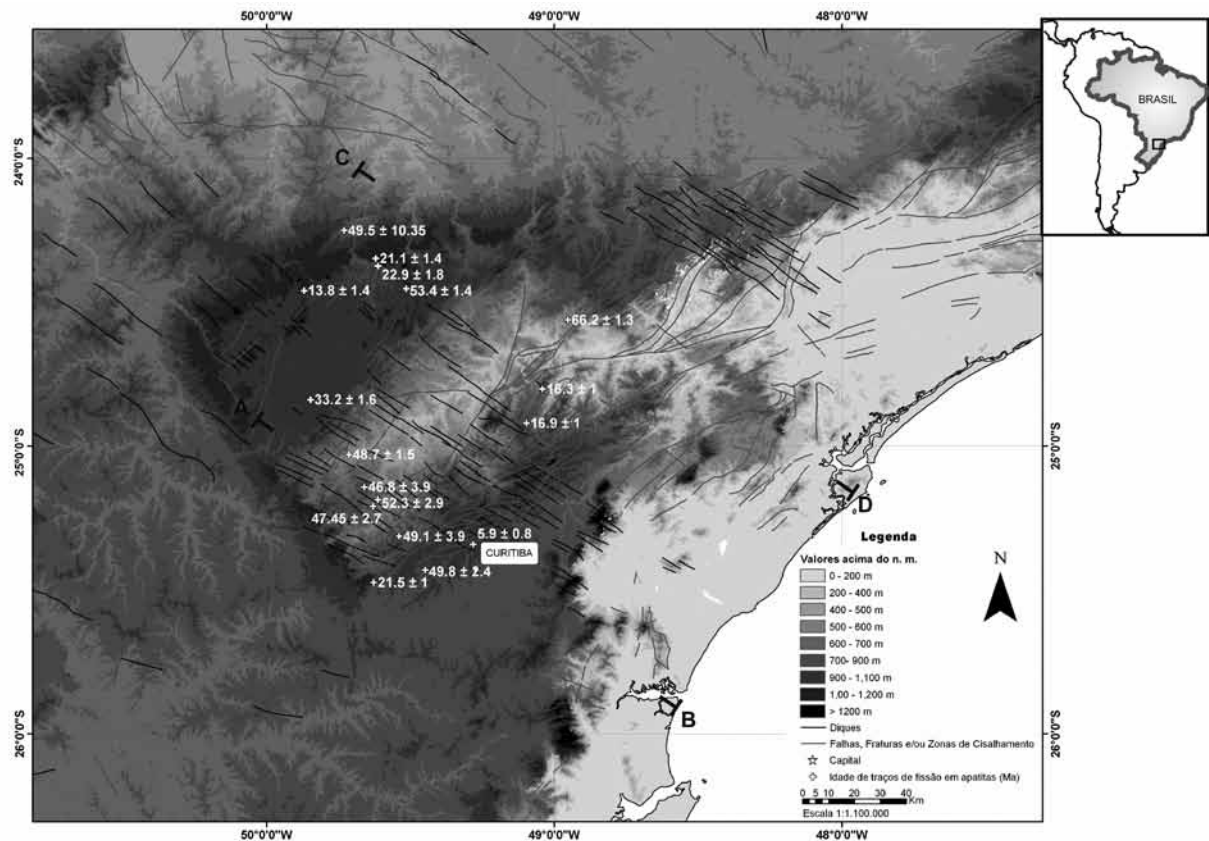 50°0'0"W
49°0'0"W
48°0'0"W
BRASIL
24°0'0"S
24°0'0"S
C
+49.5 ± 10.35
+21.1 ± 1.4
22.9 ± 1.8
+13.8 ± 1.4
+53.4 ± 1.4
+66.2 ± 1.3
+16.3 ± 1
+33.2 ± 1.6
A
+16.9 ± 1
25°0'0"S
25°0'0"S
+48.7 ± 1.5
+46.8 ± 3.9
+52.3 ± 2.9
47.45 ± 2.7
+49.1 ± 3.9
5.9 ± 0.8
CURITIBA
+49.8 ± 2.4
+21.5 ± 1
D
Legenda
Valores acima do n. m.
0 - 200 m
200 - 400 m
400 - 500 m
500 - 600 m
600 - 700 m
700- 900 m
900 - 1,100 m
1,00 - 1,200 m
> 1200 m
Diques
Falhas, Fraturas e/ou Zonas de Cisalhamento
Capital
Idade de traços de fissão em apatitas (Ma)
0 5 10 20 30 40
Km
Escala 1:1.100.000
N
B
26°0'0"S
26°0'0"S
50°0'0"W
49°0'0"W
48°0'0"W